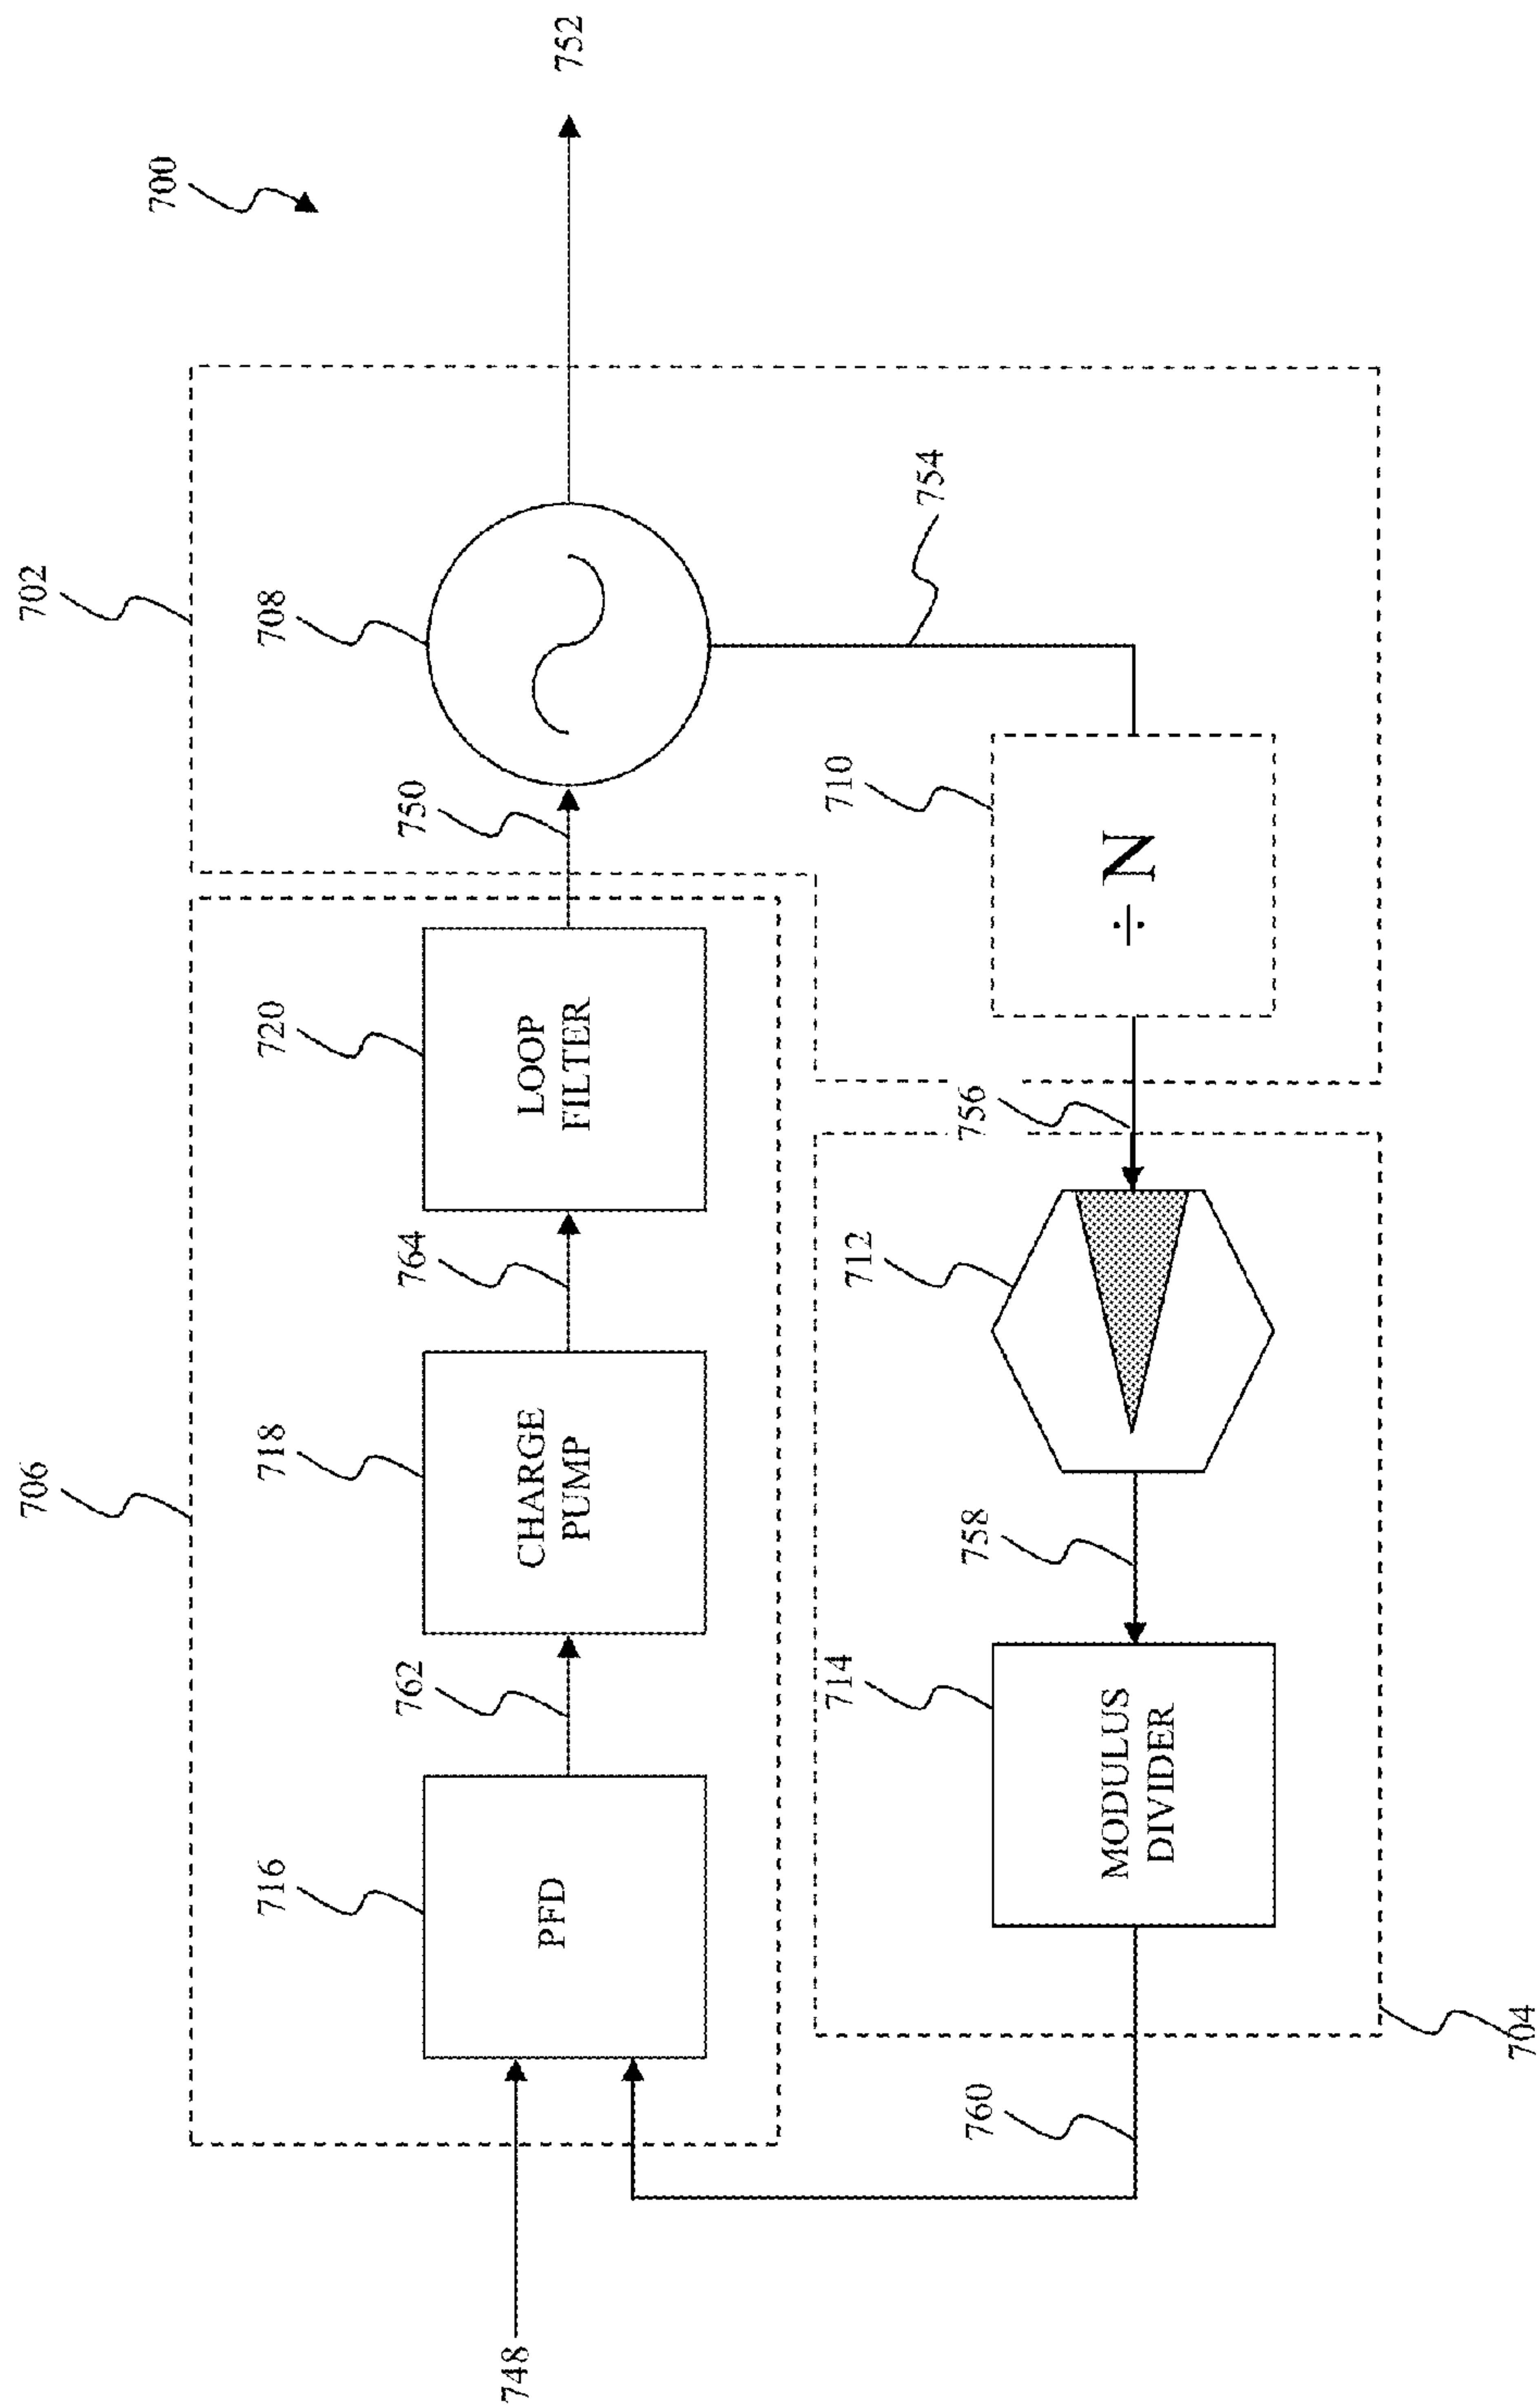 700
702
706
708
720
718
716
750
764
762
LOOP
FILTER
CHARGE
PUMP
PFD
748
752
754
710
÷ N
756
712
758
714
MODULUS
DIVIDER
760
704